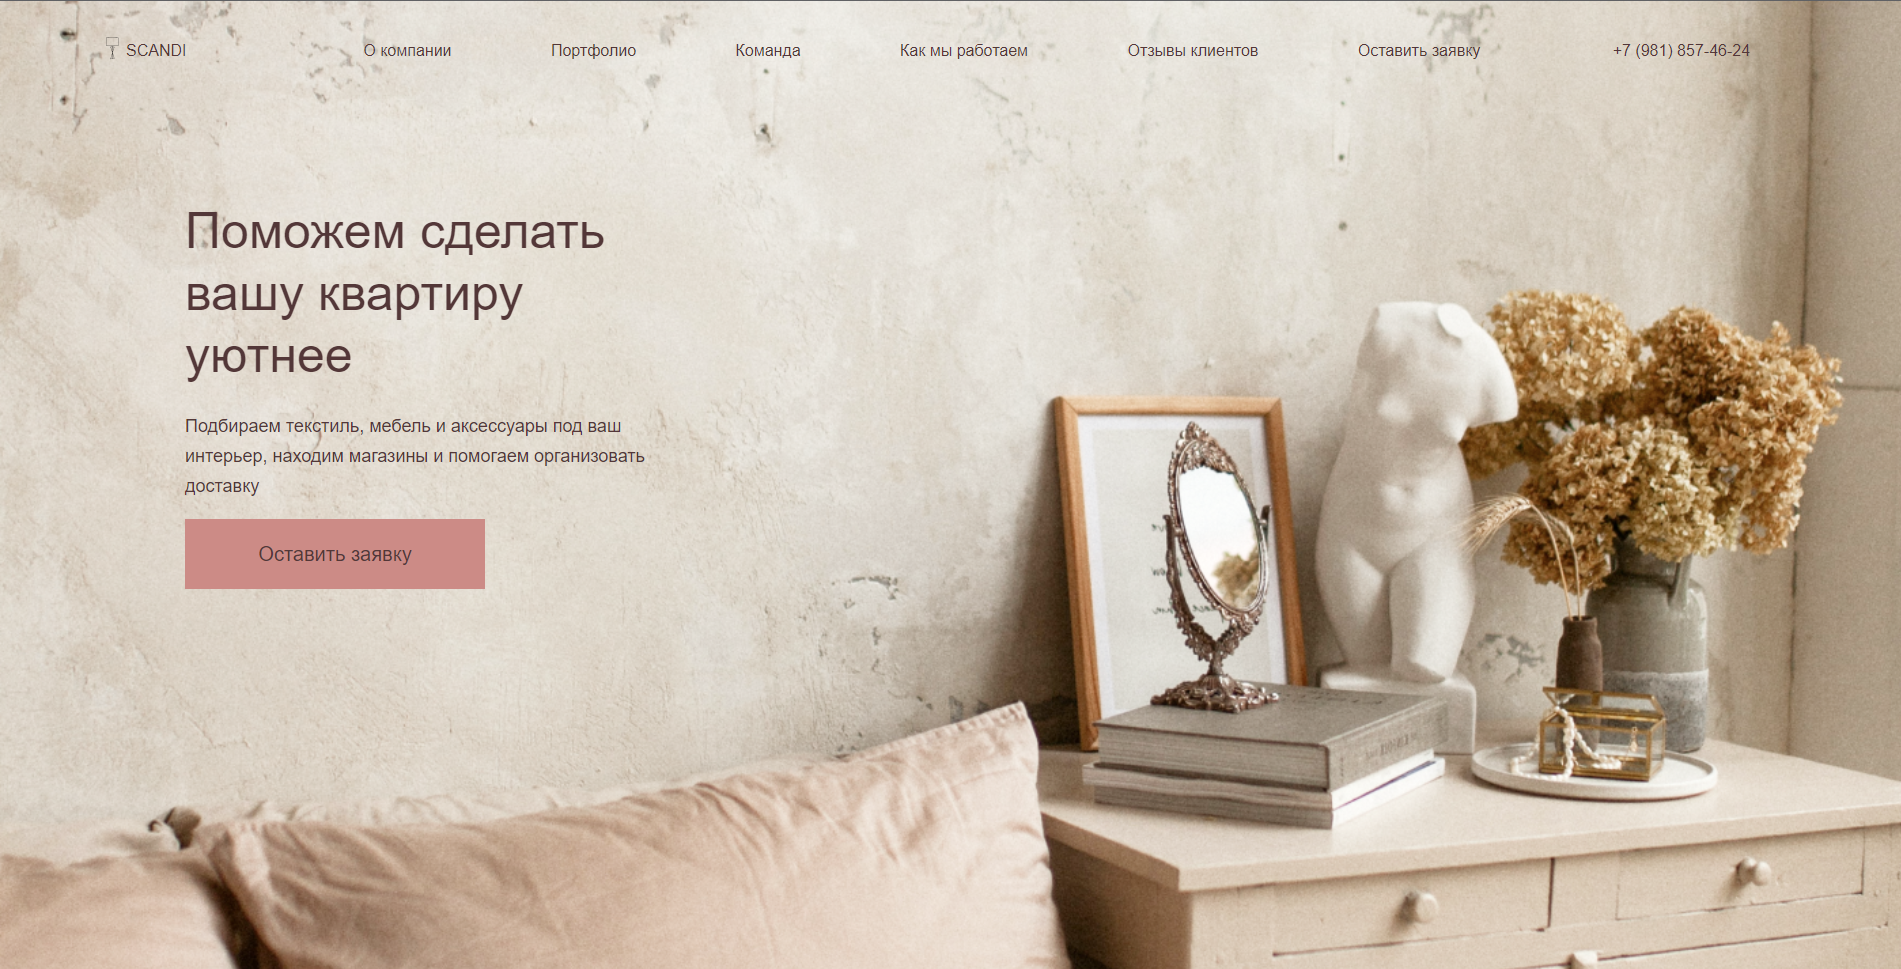 SCANDI
О компании
Портфолио
Команда
Как мы работаем
Отзывы клиентов
Оставить заявку
+7 (981) 857-46-24
Поможем сделать
вашу квартиру
уютнее
Подбираем текстиль, мебель и аксессуары под ваш
интерьер, находим магазины и помогаем организовать
доставку
Оставить заявку